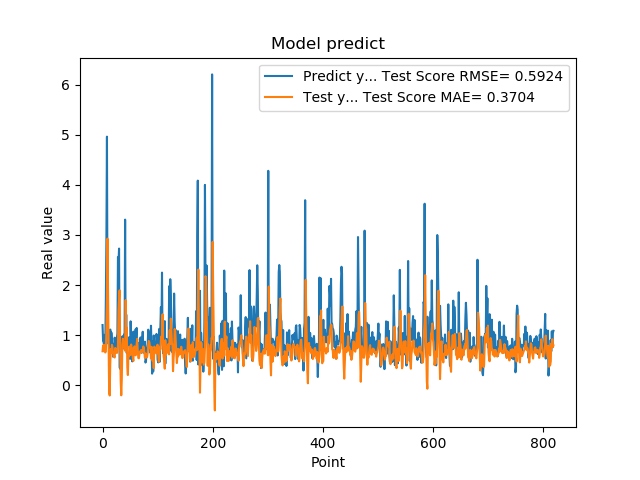 Model predict
Predict y... Test Score RMSE= 0.5924
Test y... Test Score MAE= 0.3704
Real value
6
5
4
3
2
1
0
0 200 400 600 800
Point